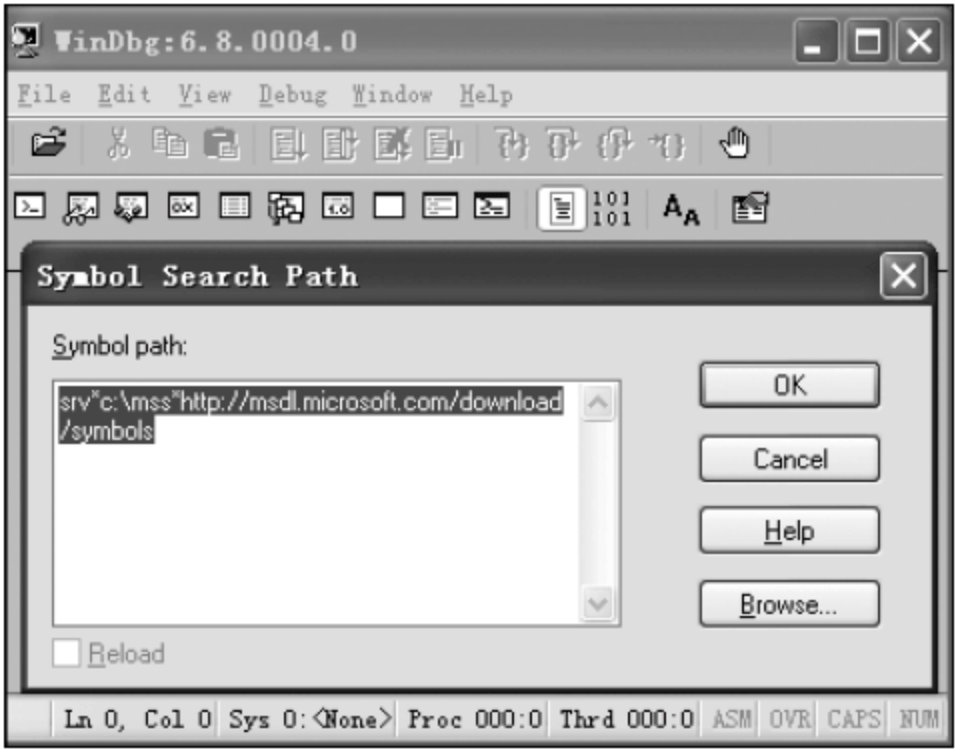 WinDbg:6.8.0004.0
File Edit View Debug Window Help
101
101
AA
Symbol Search Path
Symbol path:
srv*c:\mss*http://msdl.microsoft.com/download
/symbols
OK
Cancel
Help
Browse...
Reload
Ln 0, Col 0 Sys 0:<None> Proc 000:0 Thrd 000:0 ASM OVR CAPS NUM